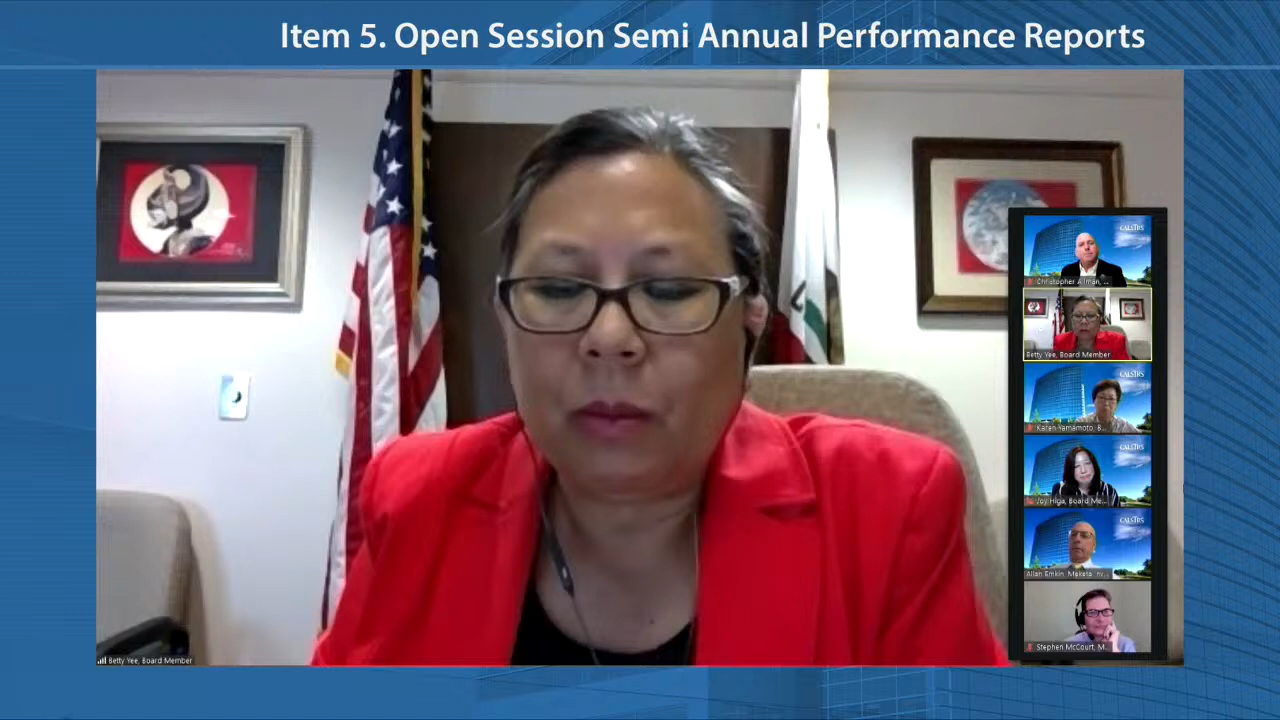 Item 5. Open Session Semi Annual Performance Reports
CALSTRS
Christopher Ailman, ...
Betty Yee, Board Member
CALSTRS
Karen Yamamoto, B...
CALSTRS
Joy Higa, Board Me...
CALSTRS
Allan Emkin, Meketa
Stephen McCourt, M...
Betty Yee, Board Member